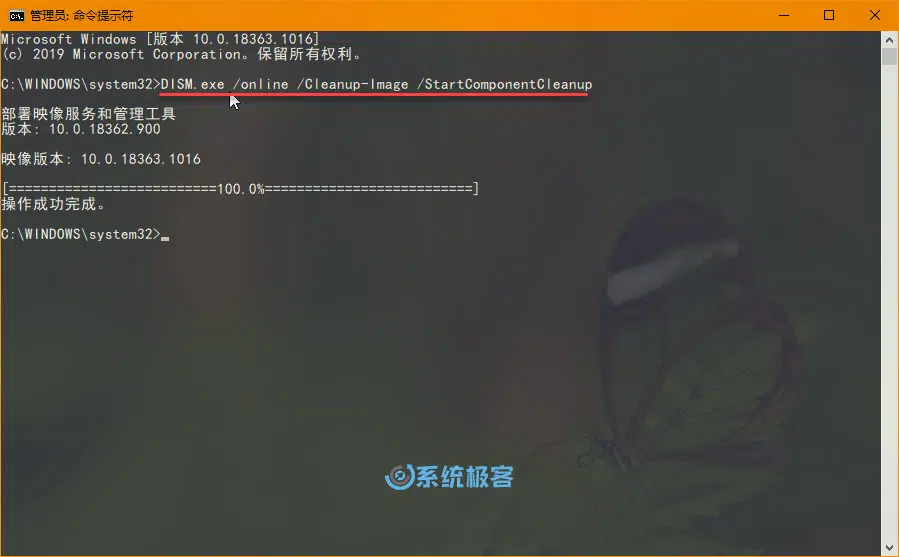 管理员: 命令提示符
Microsoft Windows [版本 10.0.18363.1016]
(c) 2019 Microsoft Corporation。保留所有权利。
C:\WINDOWS\system32>DISM.exe /online /Cleanup-Image /StartComponentCleanup
部署映像服务和管理工具
版本: 10.0.18362.900
映像版本: 10.0.18363.1016
[==========================100.0%==========================]
操作成功完成。
C:\WINDOWS\system32>
系统极客